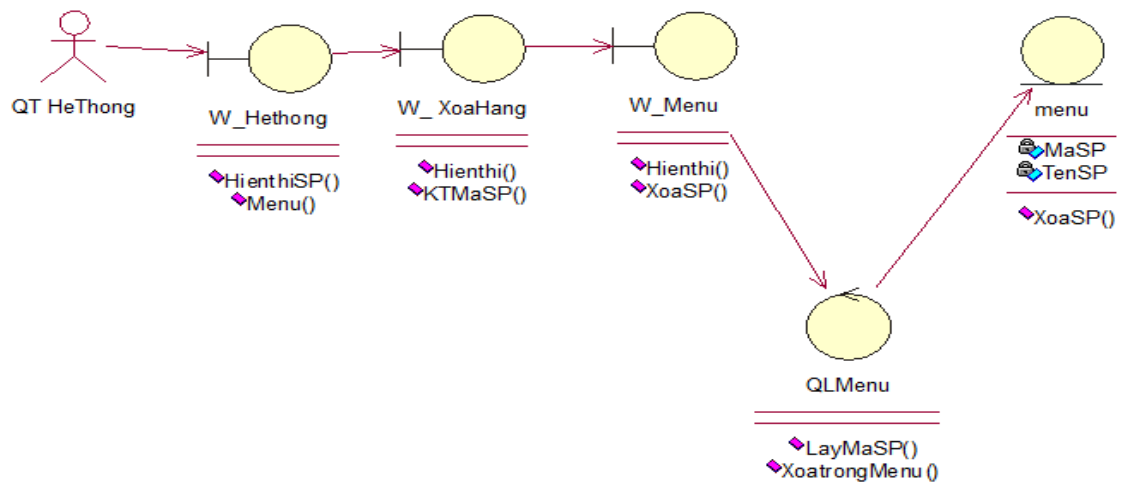 QT HeThong
W_Hethong
HienthiSP()
Menu()
W_ XoaHang
Hienthi()
KTMaSP()
W_Menu
Hienthi()
XoaSP()
QLMenu
LayMaSP()
XoatrongMenu()
menu
MaSP
TenSP
XoaSP()